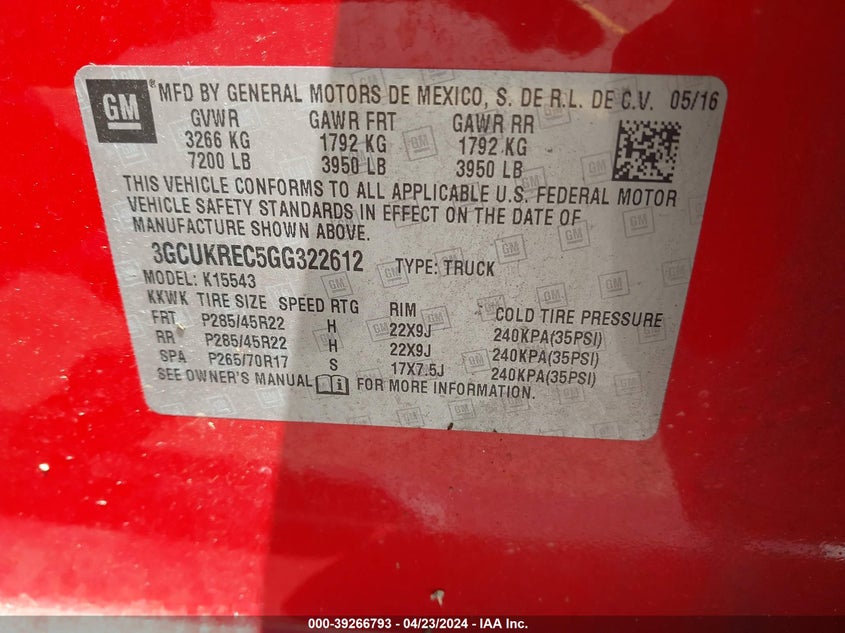 GM ® MFD BY GENERAL MOTORS DE MEXICO, S. DE R.L. DE C.V. 05/16
GVWR GAWR FRT GAWR RR
3266 KG 1792 KG 1792 KG
7200 LB 3950 LB 3950 LB
THIS VEHICLE CONFORMS TO ALL APPLICABLE U.S. FEDERAL MOTOR
VEHICLE SAFETY STANDARDS IN EFFECT ON THE DATE OF
MANUFACTURE SHOWN ABOVE.
3GCUKREC5GG322612 TYPE: TRUCK
MODEL: K15543
KKWK TIRE SIZE SPEED RTG RIM COLD TIRE PRESSURE
FRT P285/45R22 H 22X9J 240KPA(35PSI)
RR P285/45R22 H 22X9J 240KPA(35PSI)
SPA P265/70R17 S 17X7.5J 240KPA(35PSI)
SEE OWNER'S MANUAL FOR MORE INFORMATION.
000-39266793 - 04/23/2024 - IAA Inc.